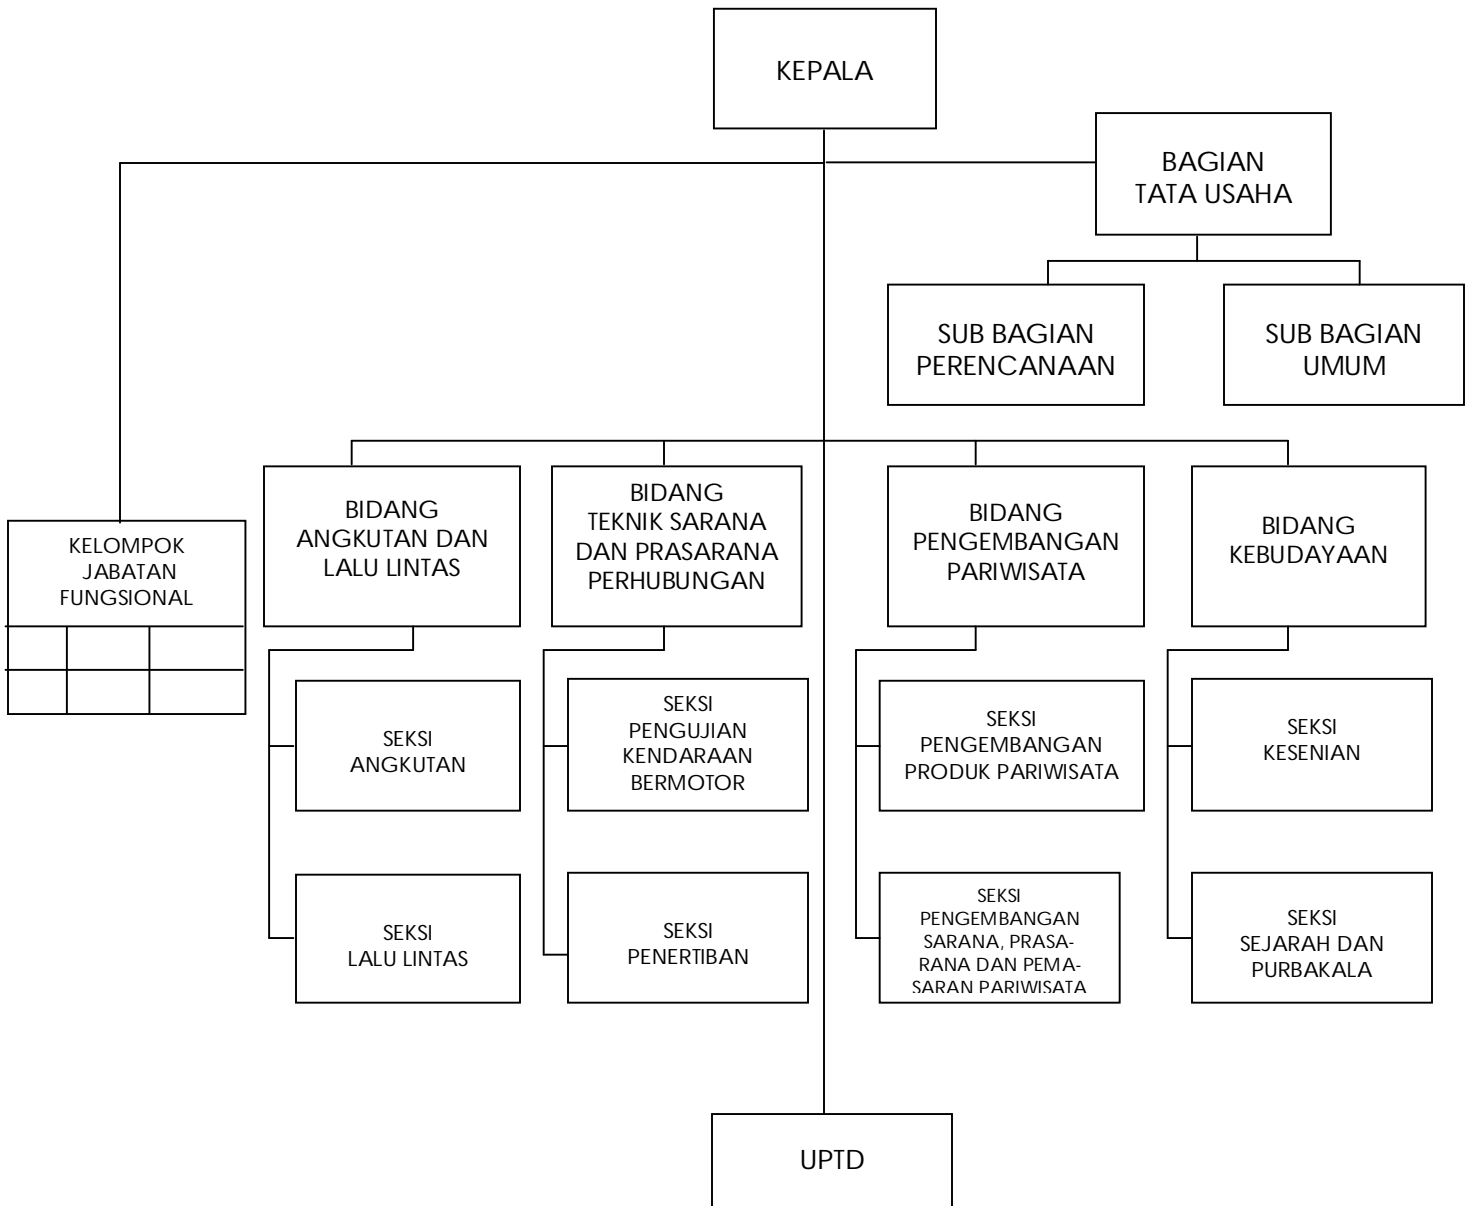 KEPALA
BAGIAN
TATA USAHA
SUB BAGIAN
PERENCANAAN
SUB BAGIAN
UMUM
KELOMPOK
JABATAN
FUNGSIONAL
BIDANG
ANGKUTAN DAN
LALU LINTAS
BIDANG
TEKNIK SARANA
DAN PRASARANA
PERHUBUNGAN
BIDANG
PENGEMBANGAN
PARIWISATA
BIDANG
KEBUDAYAAN
SEKSI
ANGKUTAN
SEKSI
PENGUJIAN
KENDARAAN
BERMOTOR
SEKSI
PENGEMBANGAN
PRODUK PARIWISATA
SEKSI
KESENIAN
SEKSI
LALU LINTAS
SEKSI
PENERTIBAN
SEKSI
PENGEMBANGAN
SARANA, PRASA-
RANA DAN PEMA-
SARAN PARIWISATA
SEKSI
SEJARAH DAN
PURBAKALA
UPTD